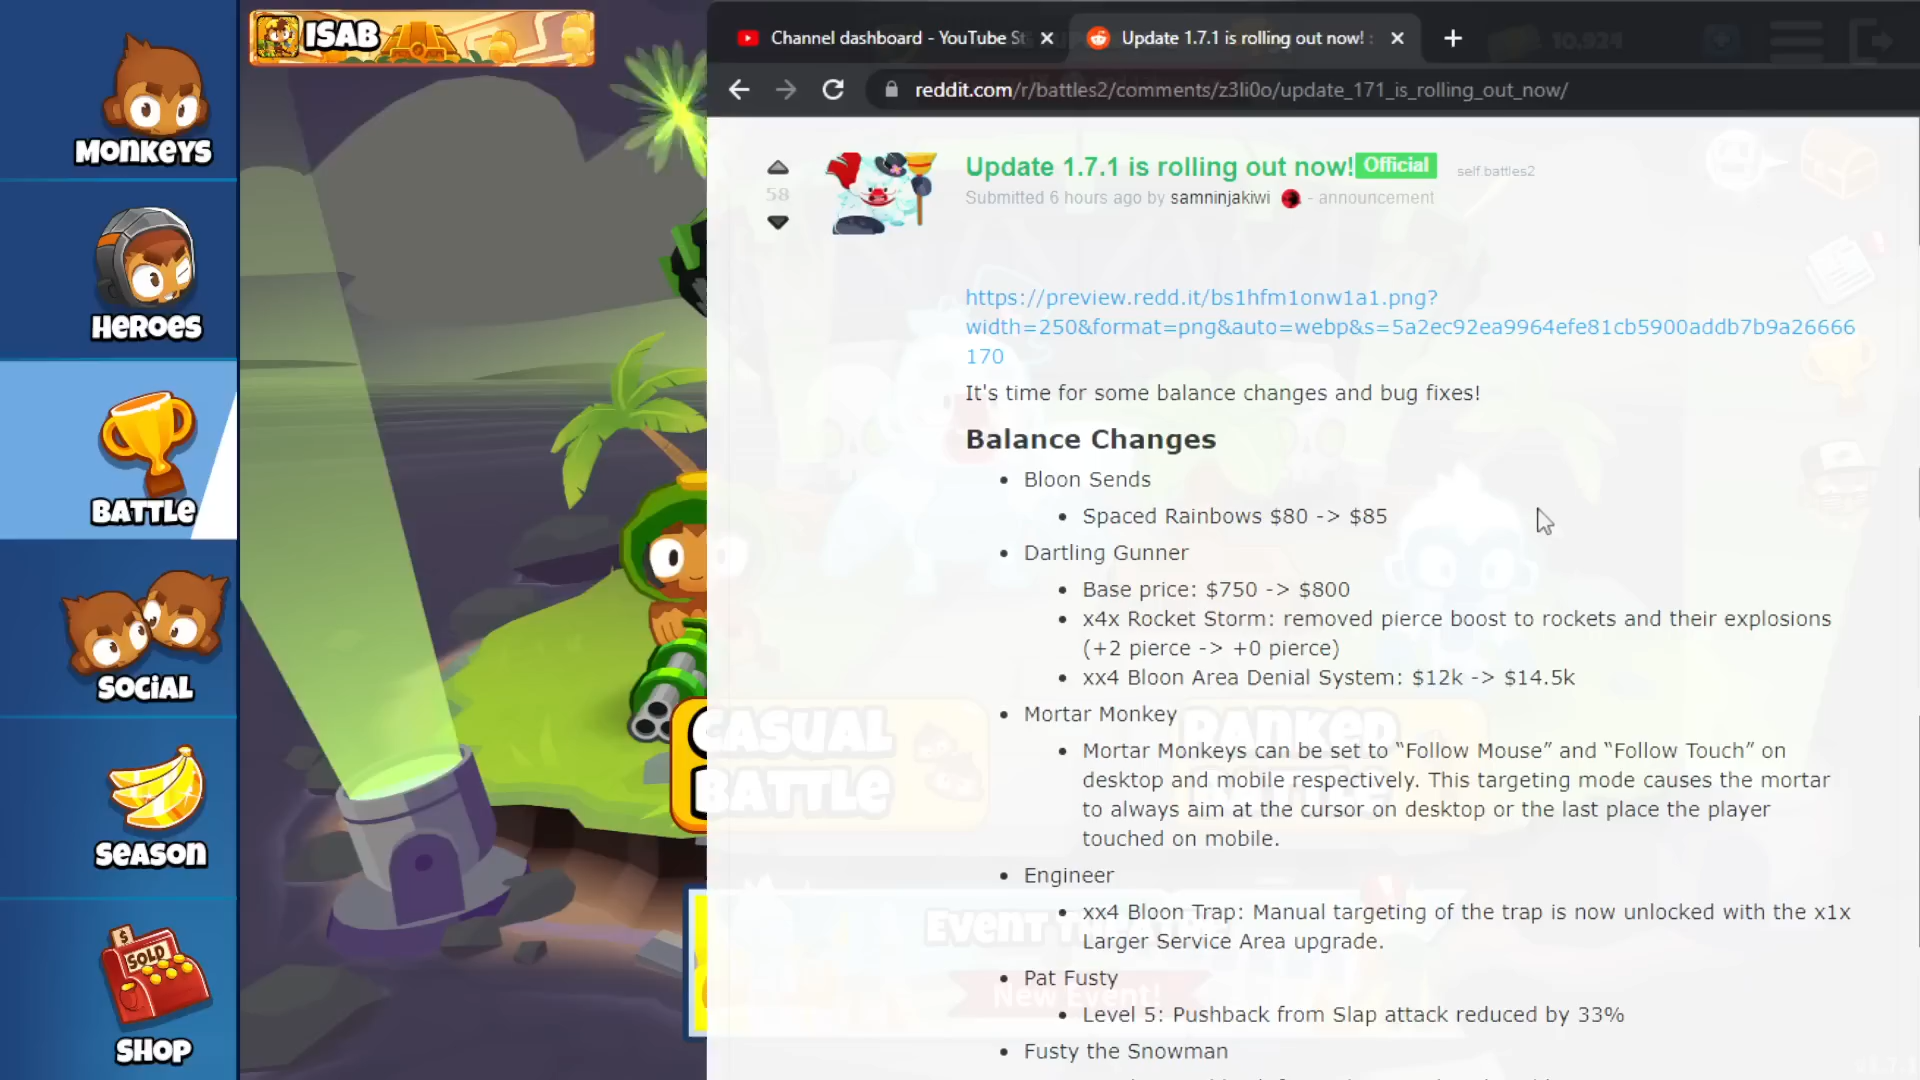 MONKEYS
HEROES
BATTLE
SOCIAL
SEASON
SOLD
$
SHOP
ISAB
Channel dashboard - YouTube St
Update 1.7.1 is rolling out now! :
10,924
reddit.com/r/battles2/comments/z3li0o/update_171_is_rolling_out_now/
58
Update 1.7.1 is rolling out now! Official self battles2
Submitted 6 hours ago by samninjakiwi - announcement
https://preview.redd.it/bs1hfm1onw1a1.png?
width=250&format=png&auto=webp&s=5a2ec92ea9964efe81cb5900addb7b9a26666
170
It's time for some balance changes and bug fixes!
Balance Changes
• Bloon Sends
• Spaced Rainbows $80 -> $85
• Dartling Gunner
• Base price: $750 -> $800
• x4x Rocket Storm: removed pierce boost to rockets and their explosions
(+2 pierce -> +0 pierce)
• xx4 Bloon Area Denial System: $12k -> $14.5k
• Mortar Monkey
• Mortar Monkeys can be set to “Follow Mouse” and “Follow Touch” on
desktop and mobile respectively. This targeting mode causes the mortar
to always aim at the cursor on desktop or the last place the player
touched on mobile.
• Engineer
• xx4 Bloon Trap: Manual targeting of the trap is now unlocked with the x1x
Larger Service Area upgrade.
• Pat Fusty
• Level 5: Pushback from Slap attack reduced by 33%
• Fusty the Snowman
CASUAL
BATTLE
RANKED
EVENT
New Event!